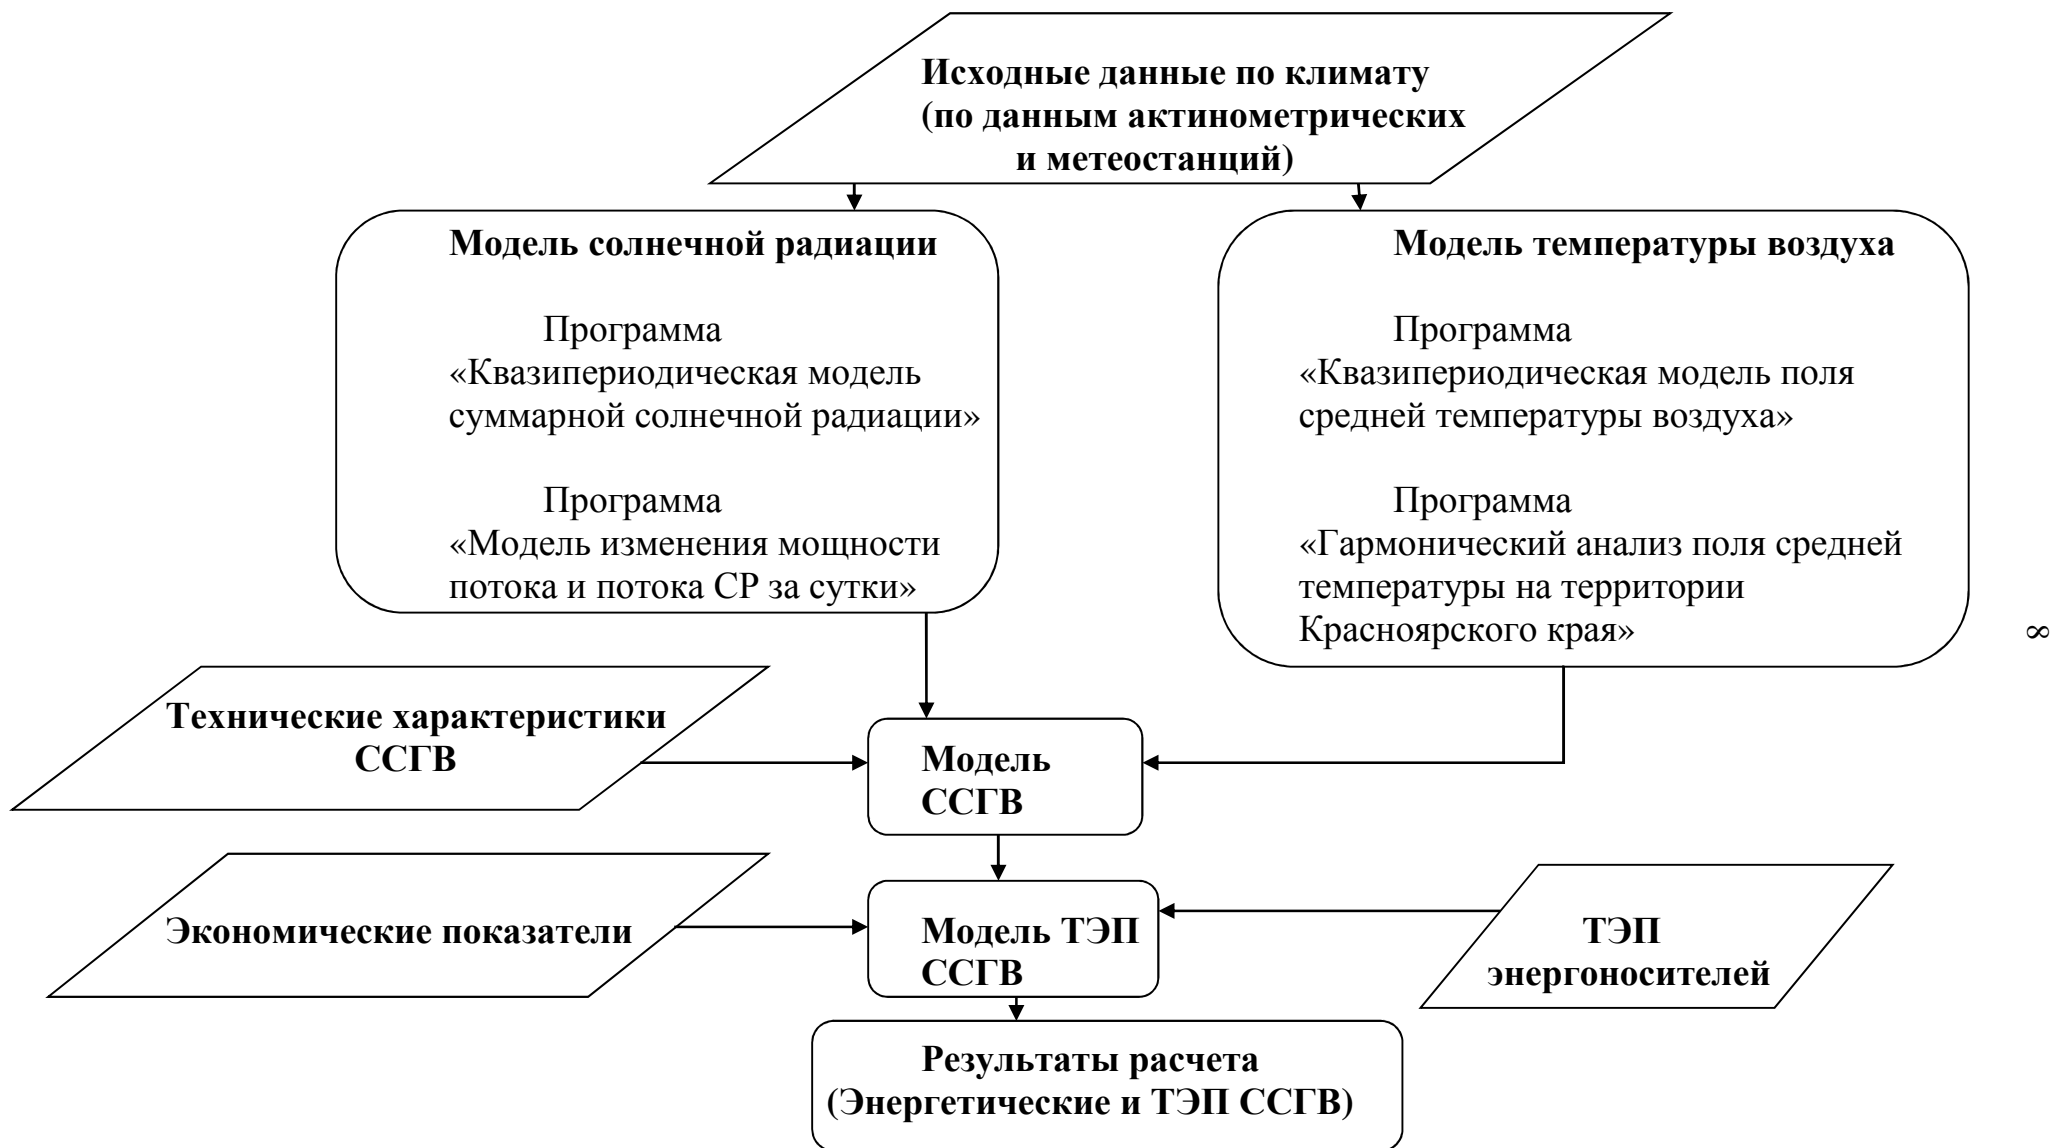 Исходные данные по климату
(по данным актинометрических
и метеостанций)
Модель солнечной радиации
Программа
«Квазипериодическая модель
суммарной солнечной радиации»
Программа
«Модель изменения мощности
потока и потока СР за сутки»
Модель температуры воздуха
Программа
«Квазипериодическая модель поля
средней температуры воздуха»
Программа
«Гармонический анализ поля средней
температуры на территории
Красноярского края»
∞
Технические характеристики
ССГВ
Модель
ССГВ
Экономические показатели
Модель ТЭП
ССГВ
ТЭП
энергоносителей
Результаты расчета
(Энергетические и ТЭП ССГВ)